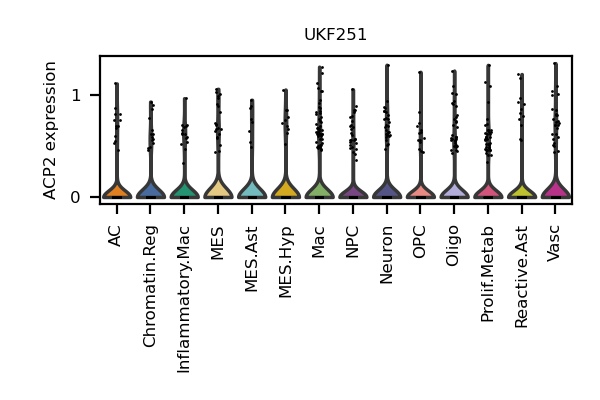 UKF251
ACP2 expression
1
0
AC
Chromatin.Reg
Inflammatory.Mac
MES
MES.Ast
MES.Hyp
Mac
NPC
Neuron
OPC
Oligo
Prolif.Metab
Reactive.Ast
Vasc